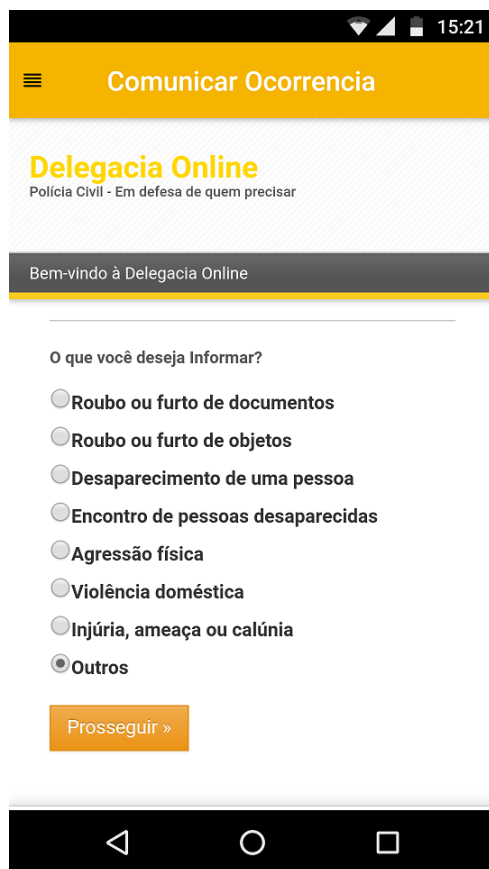 15:21
Comunicar Ocorrencia
Delegacia Online
Polícia Civil - Em defesa de quem precisar
Bem-vindo à Delegacia Online
O que você deseja Informar?
Roubo ou furto de documentos
Roubo ou furto de objetos
Desaparecimento de uma pessoa
Encontro de pessoas desaparecidas
Agressão física
Violência doméstica
Injúria, ameaça ou calúnia
Outros
Prosseguir »